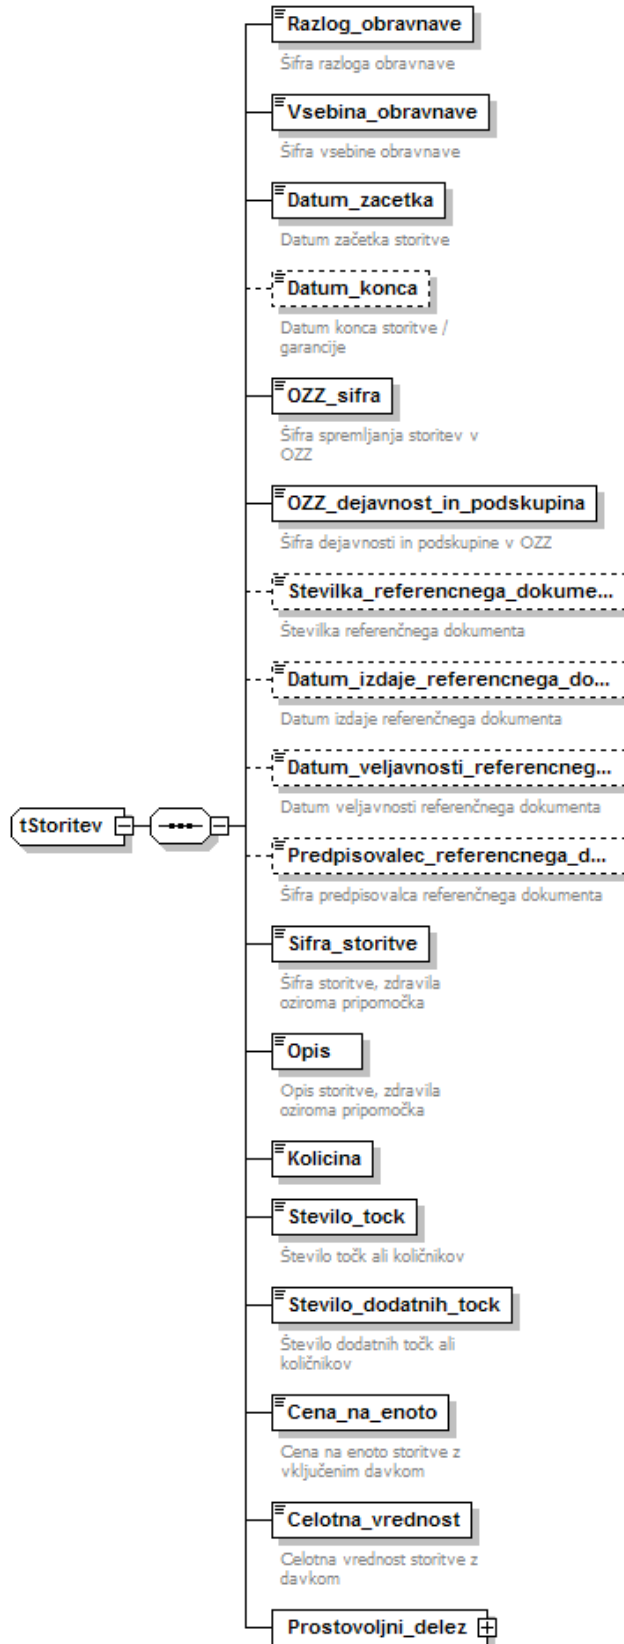 Razlog_obravnave
Šifra razloga obravnave
Vsebina_obravnave
Šifra vsebine obravnave
Datum_zacetka
Datum začetka storitve
Datum_konca
Datum konca storitve /
garancije
OZZ_sifra
Šifra spremljanja storitev v
OZZ
OZZ_dejavnost_in_podskupina
Šifra dejavnosti in podskupine v OZZ
Stevilka_referencnega_dokume...
Številka referenčnega dokumenta
Datum_izdaje_referencnega_do...
Datum izdaje referenčnega dokumenta
Datum_veljavnosti_referencneg...
Datum veljavnosti referenčnega dokumenta
tStoritev
Predpisovalec_referencnega_d...
Šifra predpisovalca referenčnega dokumenta
Sifra_storitve
Šifra storitve, zdravila
oziroma pripomočka
Opis
Opis storitve, zdravila
oziroma pripomočka
Kolicina
Stevilo_tock
Število točk ali količnikov
Stevilo_dodatnih_tock
Število dodatnih točk ali
količnikov
Cena_na_enoto
Cena na enoto storitve z
vključenim davkom
Celotna_vrednost
Celotna vrednost storitve z
davkom
Prostovoljni_delez